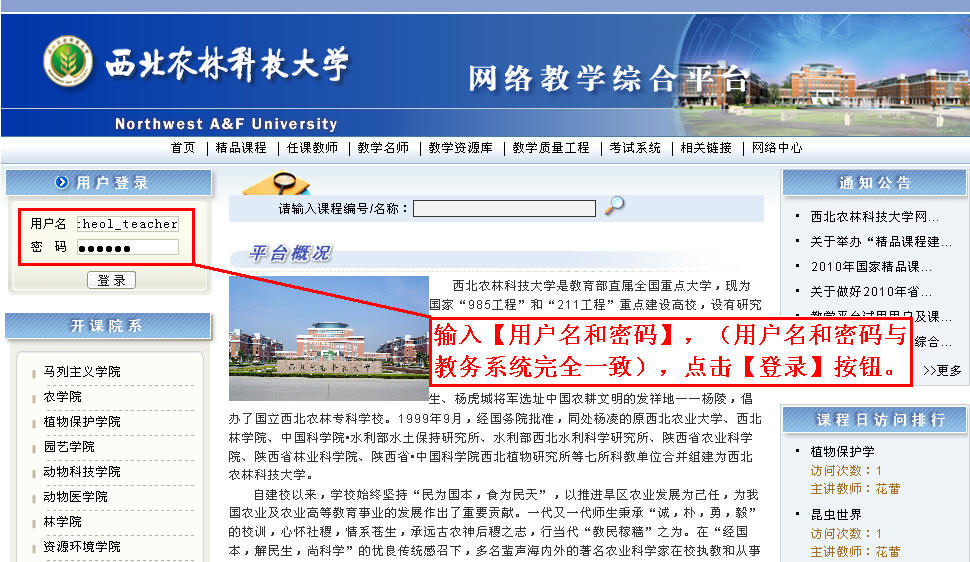 西北农林科技大学
网络教学综合平台
Northwest A&F University
首页 | 精品课程 | 任课教师 | 教学名师 | 教学资源库 | 教学质量工程 | 考试系统 | 相关链接 | 网络中心
用户登录
用户名 :heol_teacher
密 码 ●●●●●●
登 录
开课院系
马列主义学院
农学院
植物保护学院
园艺学院
动物科技学院
动物医学院
林学院
资源环境学院
请输入课程编号/名称：
平台概况
西北农林科技大学是教育部直属全国重点大学，现为
国家“985工程”和“211工程”重点建设高校，设有研究
输入【用户名和密码】，（用户名和密码与
教务系统完全一致），点击【登录】按钮。
生、杨虎城将军选址中国农耕文明的发祥地——杨陵，倡
办了国立西北农林专科学校。1999年9月，经国务院批准，同处杨凌的原西北农业大学、西北
林学院、中国科学院•水利部水土保持研究所、水利部西北水利科学研究所、陕西省农业科学
院、陕西省林业科学院、陕西省•中国科学院西北植物研究所等七所科教单位合并组建为西北
农林科技大学。
自建校以来，学校始终坚持“民为国本，食为民天”，以推进旱区农业发展为己任，为我
国农业及农业高等教育事业的发展作出了重要贡献。一代又一代师生秉承“诚，朴，勇，毅”
的校训，心怀社稷，情系苍生，承远古农神后稷之志，行当代“教民稼穑”之为。在“经国
本，解民生，尚科学”的优良传统感召下，多名蜚声海内外的著名农业科学家在校执教和从事
通知公告
西北农林科技大学网...
关于举办“精品课程建...
2010年国家精品课...
关于做好2010年省...
教学平台试用用户及课...
综合...
>>更多
课程日访问排行
植物保护学
访问次数：1
主讲教师：花蕾
昆虫世界
访问次数：1
主讲教师：花蕾